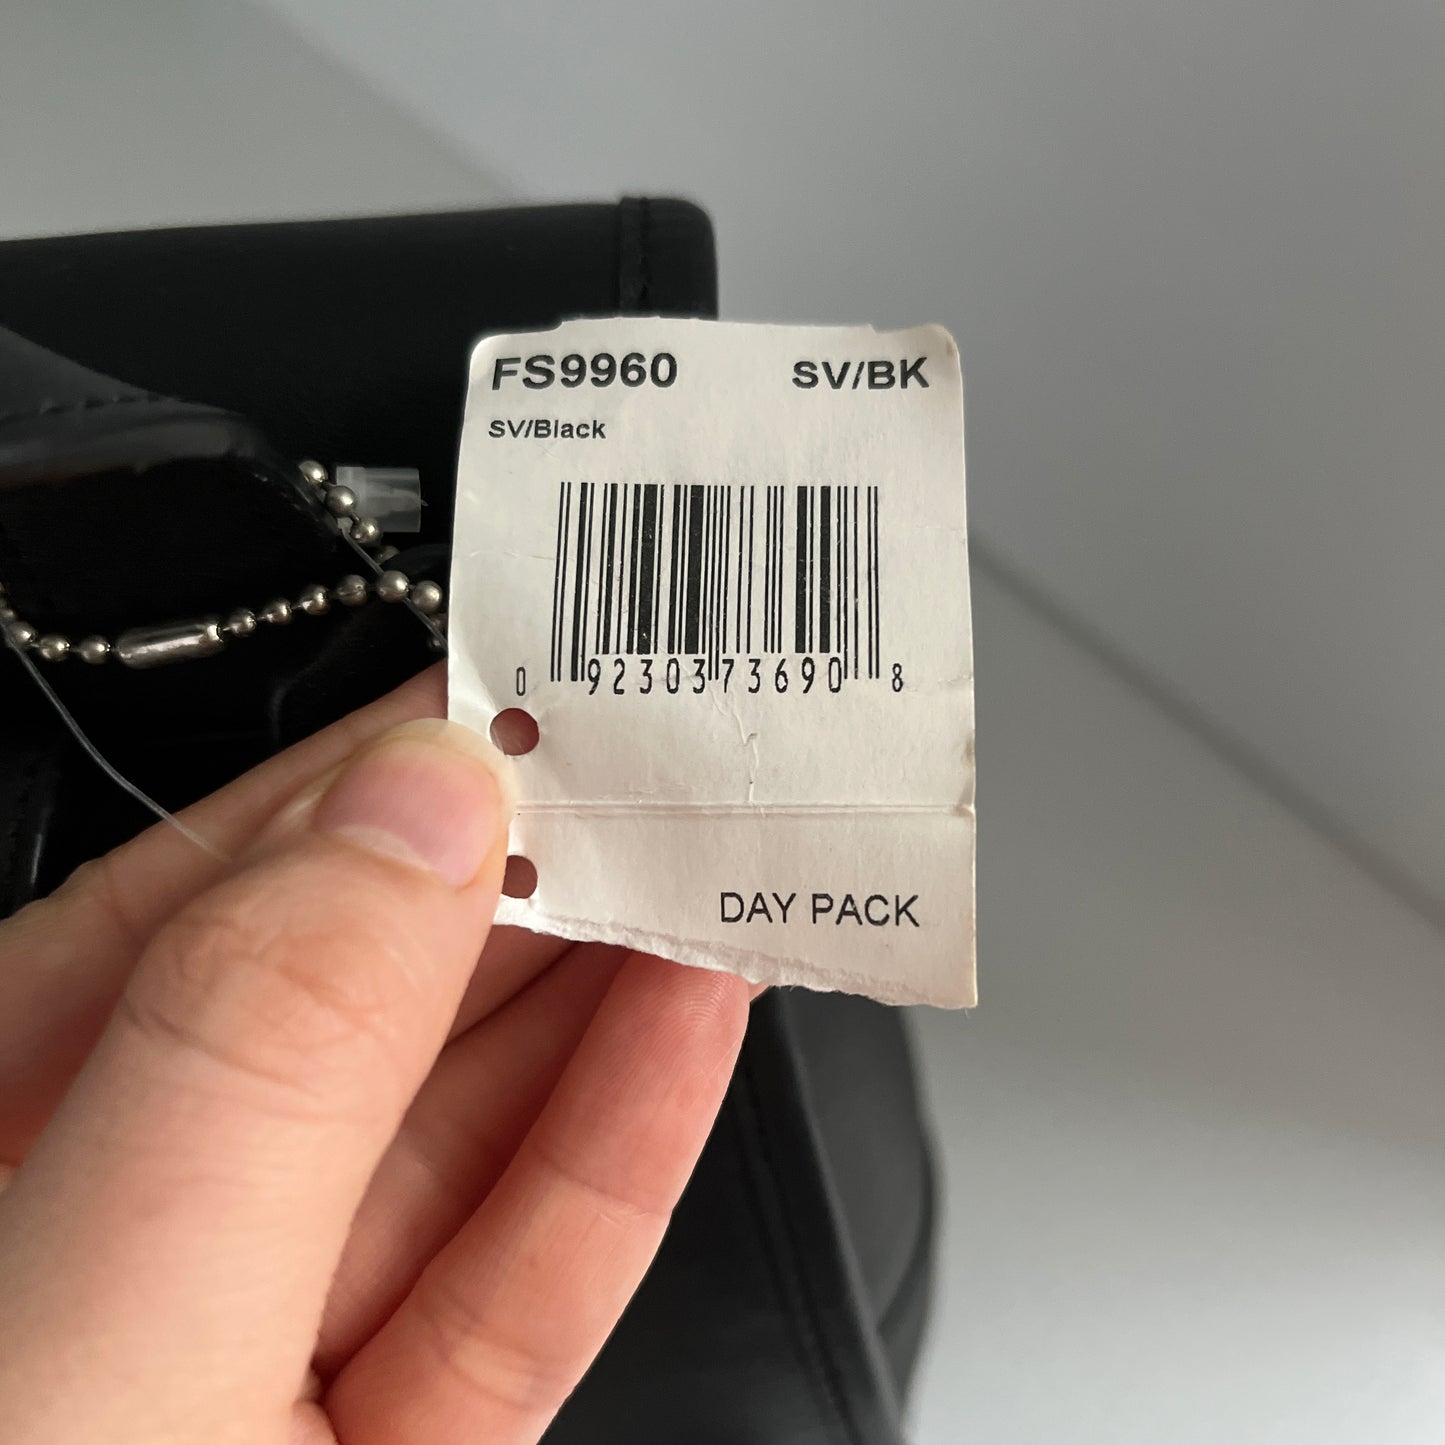 FS9960 SV/BK
SV/Black
0 92303 73690 8
DAY PACK